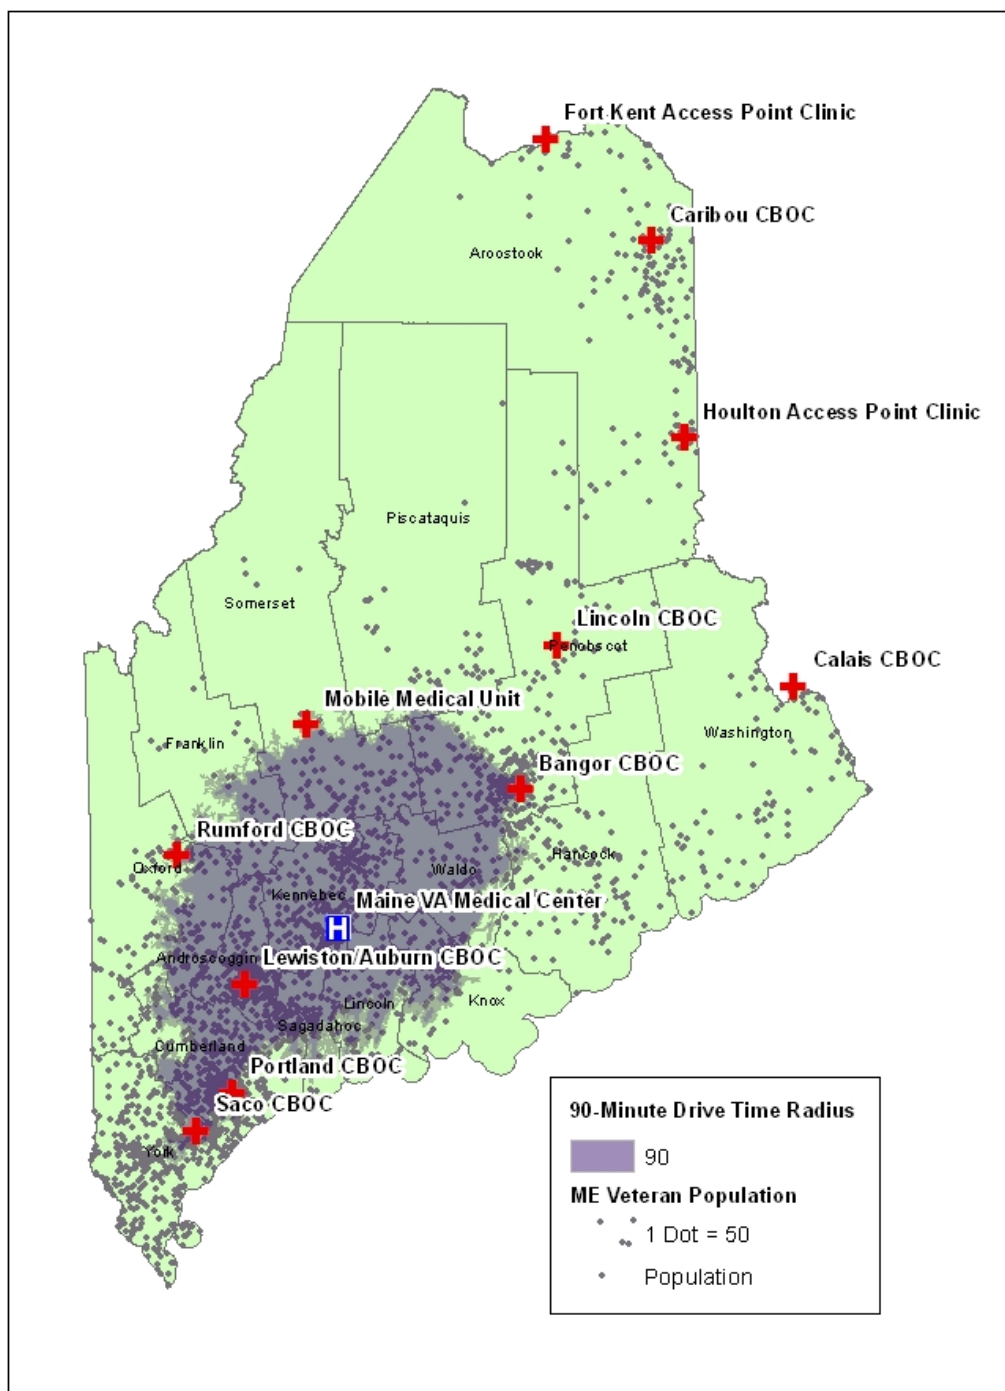 Fort Kent Access Point Clinic
Caribou CBOC
Aroostook
Houlton Access Point Clinic
Piscataquis
Somerset
Lincoln CBOC
Penobscot
Calais CBOC
Mobile Medical Unit
Washington
Franklin
Bangor CBOC
Rumford CBOC
Oxford
Hancock
Waldo
Kennebec
Maine VA Medical Center
H
Androscoggin
Lewiston/Auburn CBOC
Lincoln
Knox
Sagadahoc
Cumberland
Portland CBOC
Saco CBOC
York
90-Minute Drive Time Radius
90
ME Veteran Population
1 Dot = 50
Population